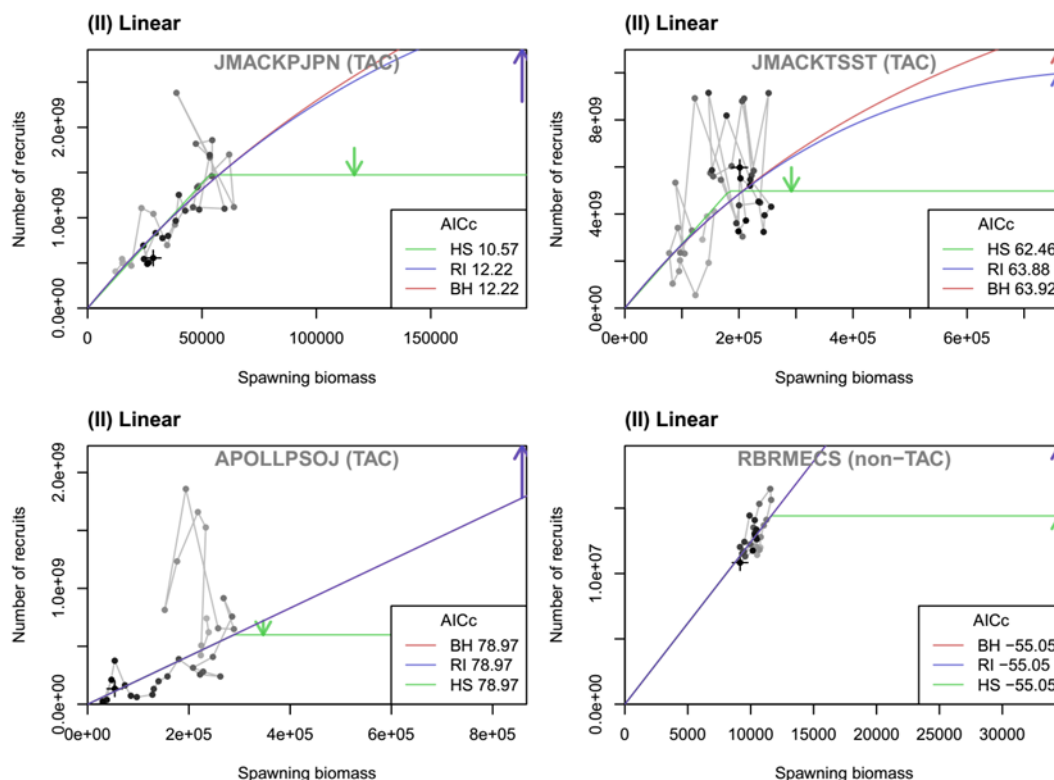 (II) Linear
JMACKPJPN (TAC)
Number of recruits
0.0e+00
1.0e+09
2.0e+09
AICc
HS 10.57
RI 12.22
BH 12.22
0
50000
100000
150000
Spawning biomass
(II) Linear
JMACKTSST (TAC)
Number of recruits
0e+00
4e+09
8e+09
AICc
HS 62.46
RI 63.88
BH 63.92
0e+00
2e+05
4e+05
6e+05
Spawning biomass
(II) Linear
APOLLPSOJ (TAC)
Number of recruits
0.0e+00
1.0e+09
2.0e+09
AICc
BH 78.97
RI 78.97
HS 78.97
0e+00
2e+05
4e+05
6e+05
8e+05
Spawning biomass
(II) Linear
RBRMECS (non−TAC)
Number of recruits
0.0e+00
1.0e+07
AICc
BH −55.05
RI −55.05
HS −55.05
0
5000
10000
15000
20000
25000
30000
Spawning biomass